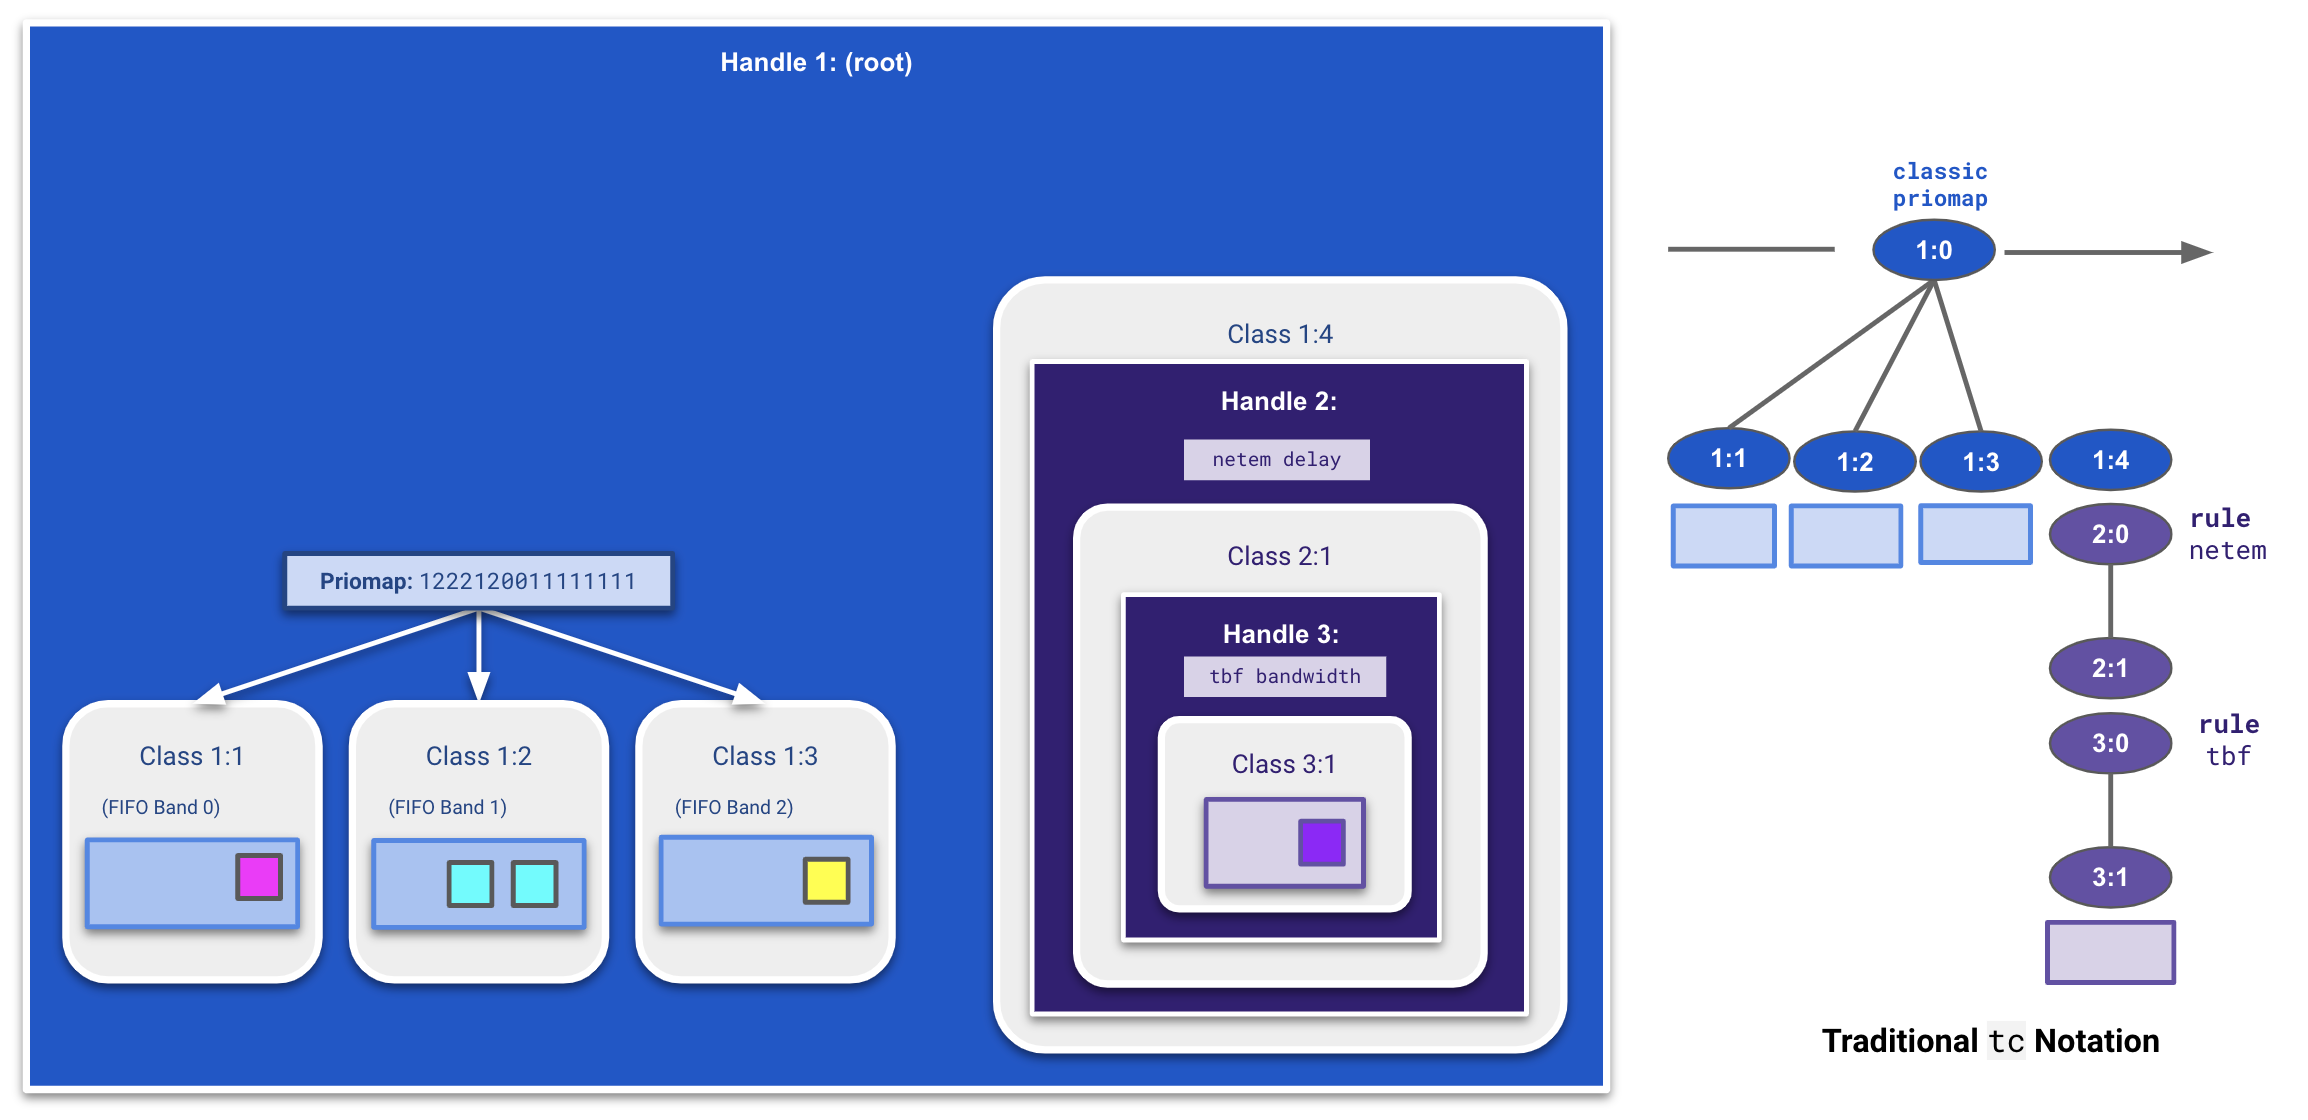 Handle 1: (root)
Class 1:4
Handle 2:
netem delay
Class 2:1
Handle 3:
tbf bandwidth
Class 3:1
Priomap: 1222120011111111
Class 1:1
(FIFO Band 0)
Class 1:2
(FIFO Band 1)
Class 1:3
(FIFO Band 2)
classic
priomap
1:0
1:1
1:2
1:3
1:4
2:0
rule
netem
2:1
3:0
rule
tbf
3:1
Traditional tc Notation